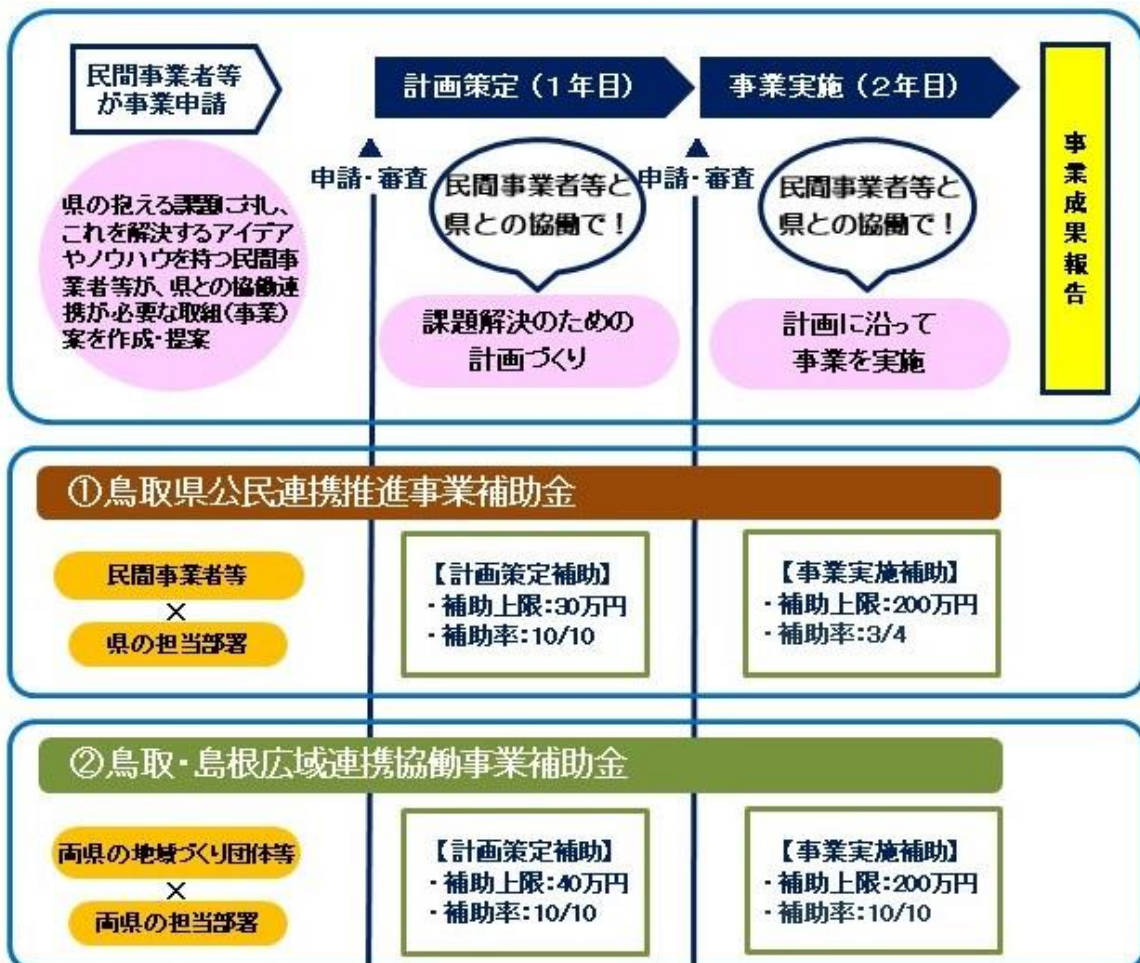 民間事業者等
が事業申請
計画策定（1年目）
事業実施（2年目）
事業成果報告
申請・審査
申請・審査
県の抱える課題に対し、
これを解決するアイデア
やノウハウを持つ民間事
業者等が、県との協働連
携が必要な取組(事業)
案を作成・提案
民間事業者等と
県との協働で！
民間事業者等と
県との協働で！
課題解決のための
計画づくり
計画に沿って
事業を実施
①鳥取県公民連携推進事業補助金
民間事業者等
×
県の担当部署
【計画策定補助】
・補助上限：30万円
・補助率：10/10
【事業実施補助】
・補助上限：200万円
・補助率：3/4
②鳥取・島根広域連携協働事業補助金
両県の地域づくり団体等
×
両県の担当部署
【計画策定補助】
・補助上限：40万円
・補助率：10/10
【事業実施補助】
・補助上限：200万円
・補助率：10/10